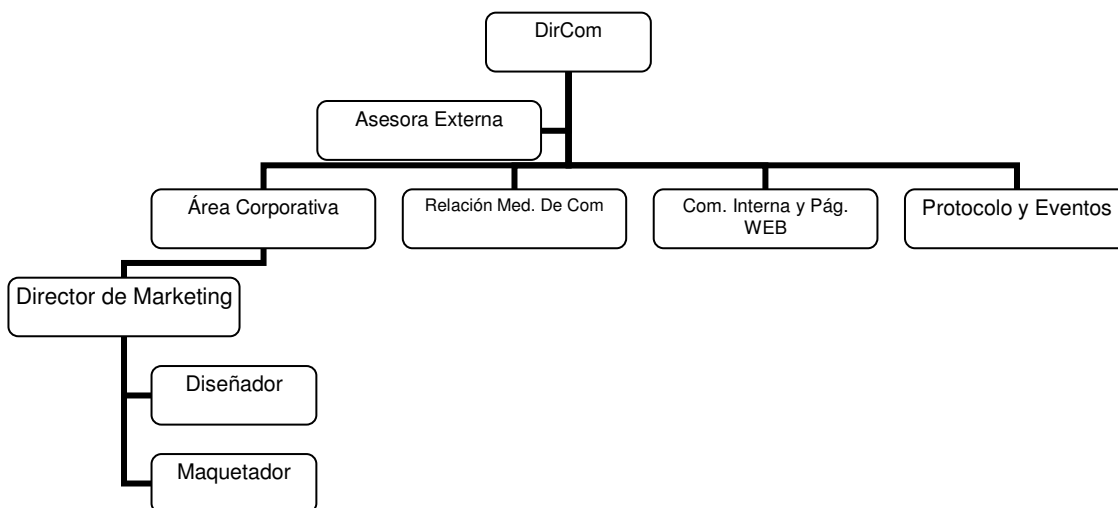 DirCom
Asesora Externa
Área Corporativa
Relación Med. De Com
Com. Interna y Pág.
WEB
Protocolo y Eventos
Director de Marketing
Diseñador
Maquetador